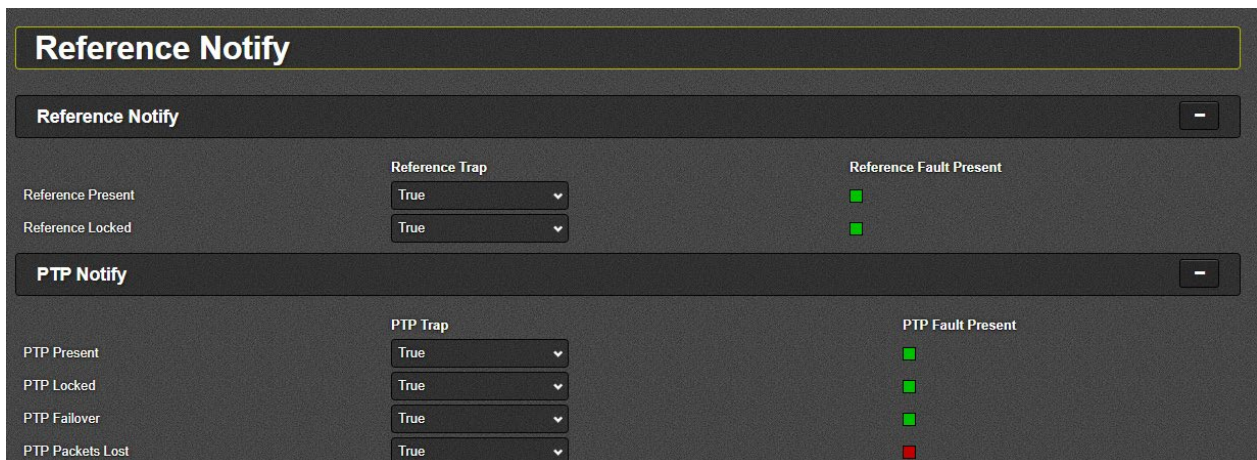 Reference Notify
Reference Notify
Reference Trap Reference Fault Present
Reference Present True
Reference Locked True
PTP Notify
PTP Trap PTP Fault Present
PTP Present True
PTP Locked True
PTP Failover True
PTP Packets Lost True